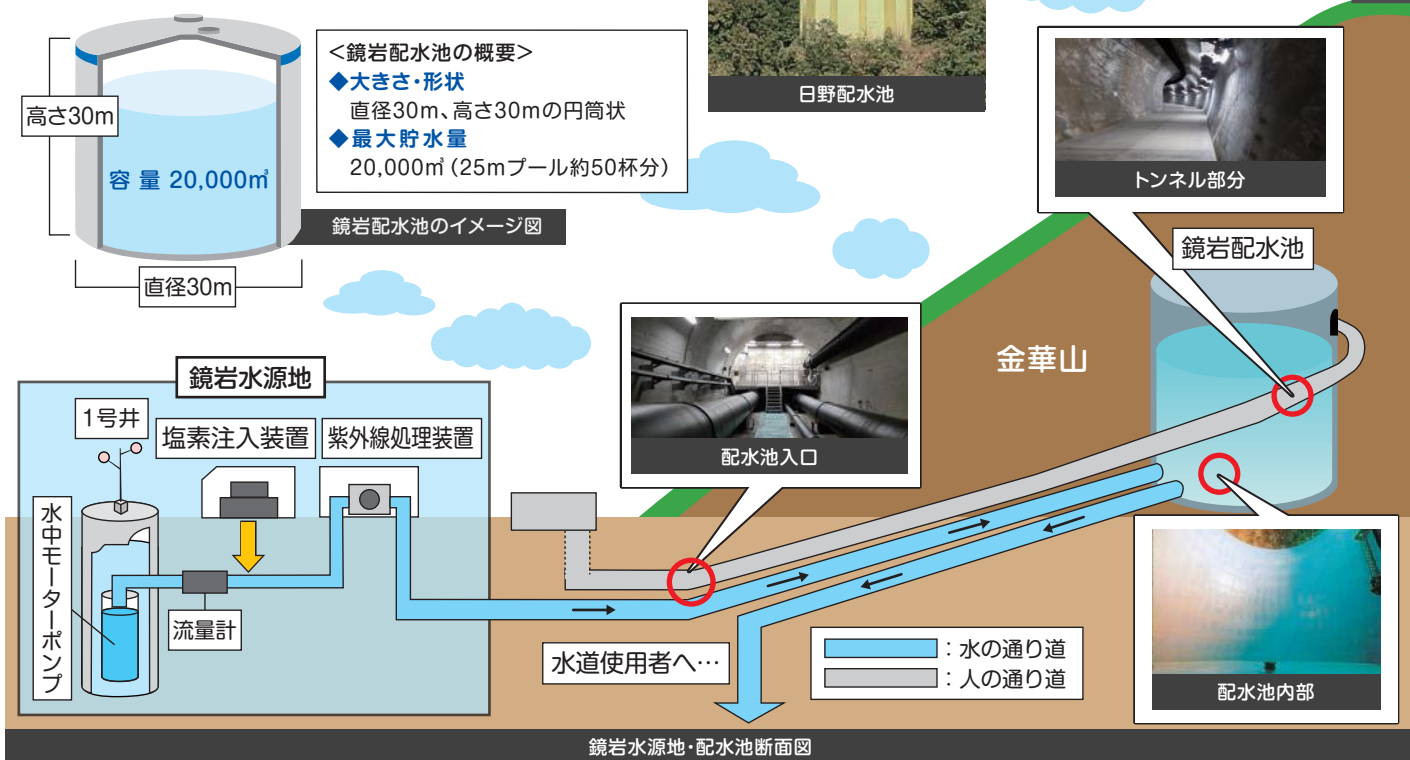 高さ30m
容量 20,000㎥
直径30m
<鏡岩配水池の概要>
◆大きさ・形状
直径30m、高さ30mの円筒状
◆最大貯水量
20,000㎥(25mプール約50杯分)
鏡岩配水池のイメージ図
日野配水池
トンネル部分
鏡岩配水池
金華山
配水池入口
鏡岩水源地
1号井
塩素注入装置
紫外線処理装置
水中モーターポンプ
流量計
水道使用者へ…
:水の通り道
:人の通り道
配水池内部
鏡岩水源地・配水池断面図